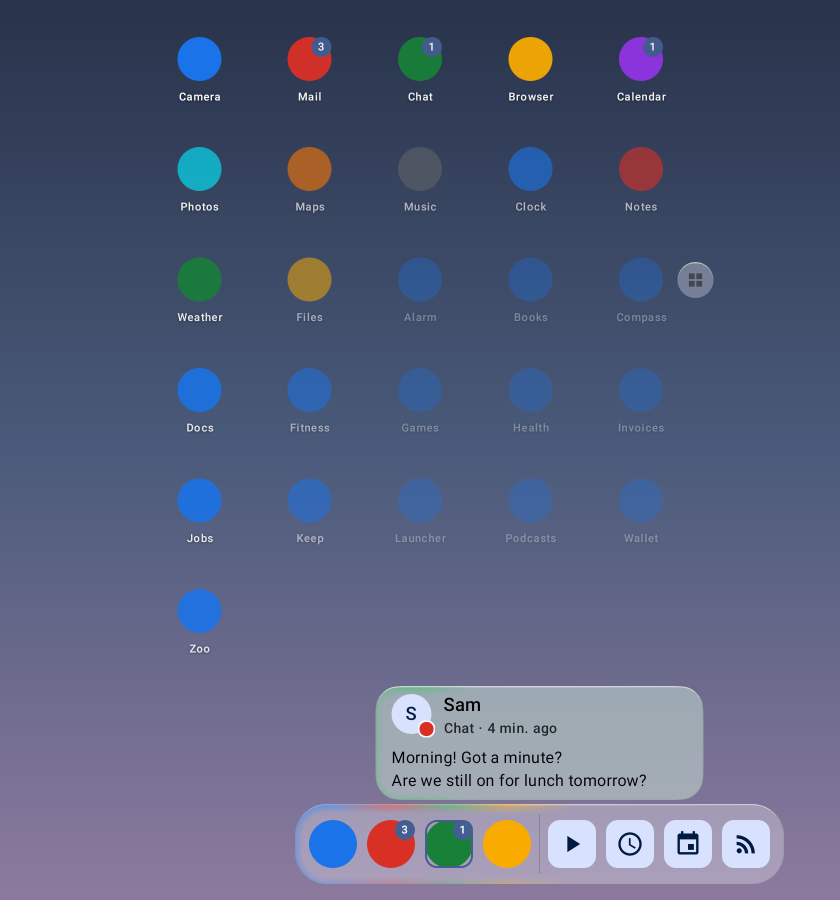 3
1
1
Camera
Mail
Chat
Browser
Calendar
Photos
Maps
Music
Clock
Notes
Weather
Files
Alarm
Books
Compass
Docs
Fitness
Games
Health
Invoices
Jobs
Keep
Launcher
Podcasts
Wallet
Zoo
S
Sam
Chat · 4 min. ago
Morning! Got a minute?
Are we still on for lunch tomorrow?
3
1